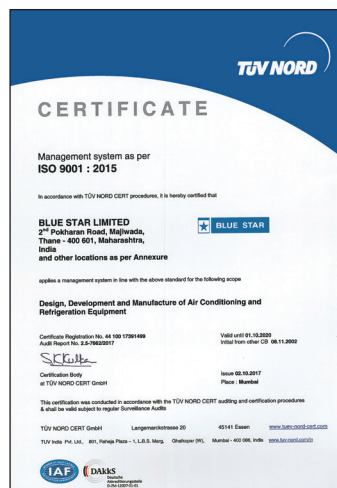 TÜV NORD
CERTIFICATE
Management system as per
ISO 9001 : 2015
In accordance with TÜV NORD CERT procedures, it is hereby certified that
BLUE STAR LIMITED
2nd Pokharan Road, Majiwada,
Thane - 400 601, Maharashtra,
India
and other locations as per Annexure
BLUE STAR
applies a management system in line with the above standard for the following scope
Design, Development and Manufacture of Air Conditioning and
Refrigeration Equipment
Certificate Registration No. 44 100 17391499
Audit Report No. 2.5-7662/2017
Valid until 01.10.2020
Initial from other CB 08.11.2002
Certification Body
at TÜV NORD CERT GmbH
Issue 02.10.2017
Place : Mumbai
This certification was conducted in accordance with the TÜV NORD CERT auditing and certification procedures
& shall be valid subject to regular Surveillance Audits
TÜV NORD CERT GmbH Langemarckstrasse 20 45141 Essen www.tuev-nord-cert.com
TUV India Pvt. Ltd., 801, Raheja Plaza – 1, L.B.S. Marg, Ghatkoper (W), Mumbai - 400 086, India www.tuv-nord.com/in
IAF
DAkkS
Deutsche
Akkreditierungsstelle
D-ZM-12007-01-01